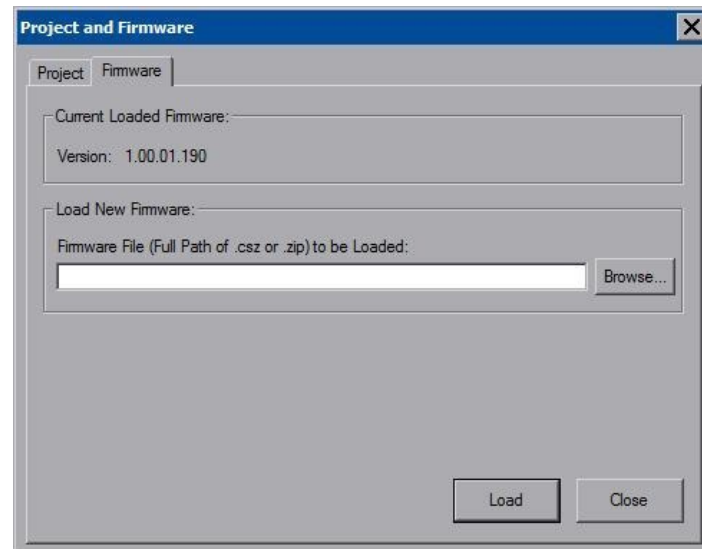 Project and Firmware
Project Firmware
Current Loaded Firmware:
Version: 1.00.01.190
Load New Firmware:
Firmware File (Full Path of .csz or .zip) to be Loaded:
Browse...
Load Close